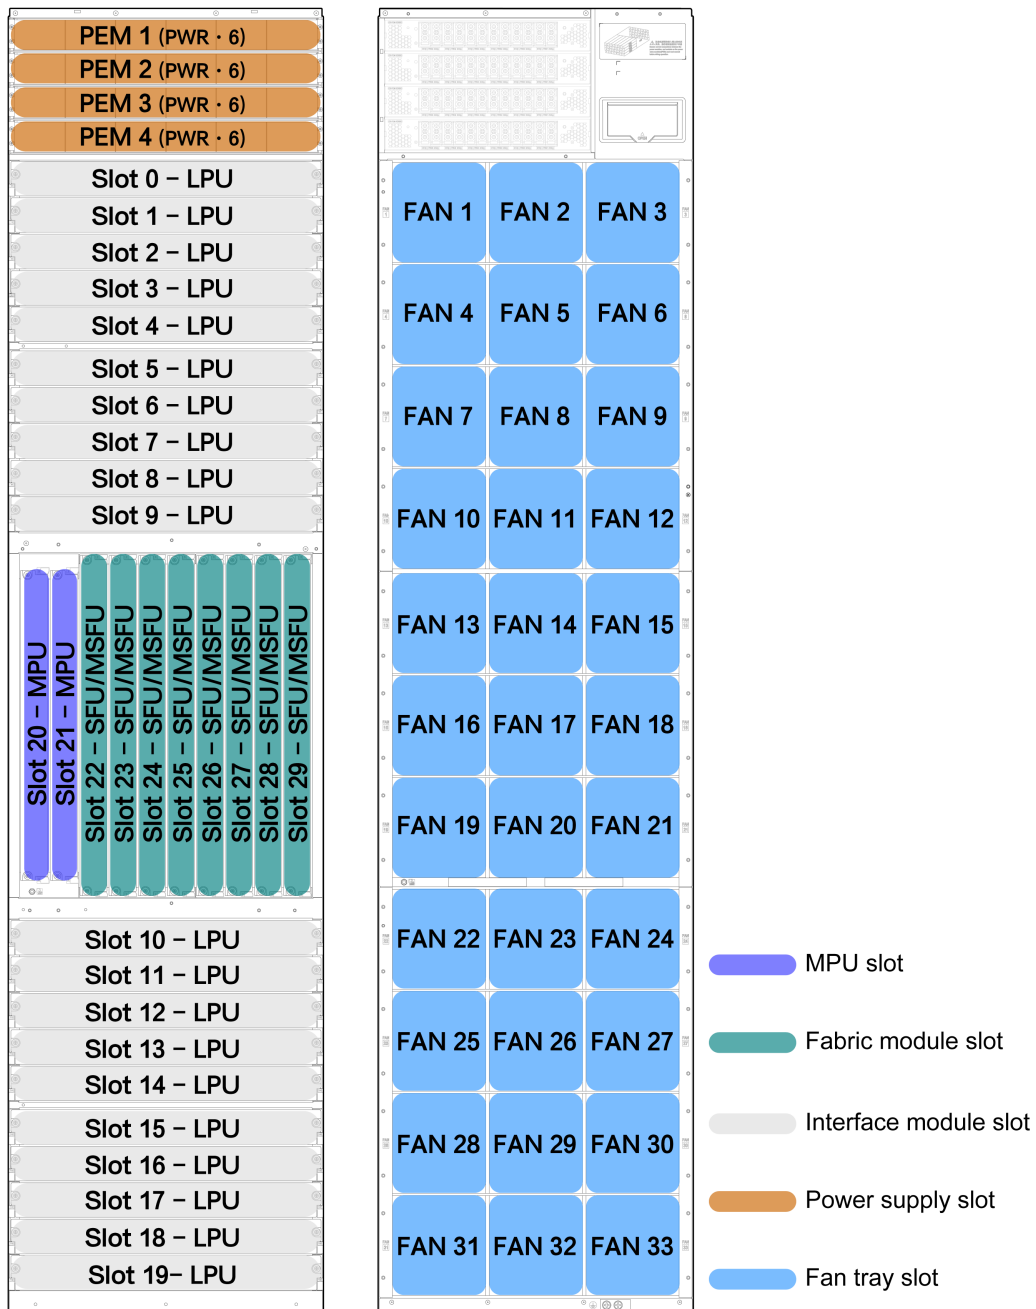 PEM 1 (PWR · 6)
PEM 2 (PWR · 6)
PEM 3 (PWR · 6)
PEM 4 (PWR · 6)
Slot 0 – LPU
Slot 1 – LPU
Slot 2 – LPU
Slot 3 – LPU
Slot 4 – LPU
Slot 5 – LPU
Slot 6 – LPU
Slot 7 – LPU
Slot 8 – LPU
Slot 9 – LPU
Slot 20 – MPU
Slot 21 – MPU
Slot 22 – SFU/MSFU
Slot 23 – SFU/MSFU
Slot 24 – SFU/MSFU
Slot 25 – SFU/MSFU
Slot 26 – SFU/MSFU
Slot 27 – SFU/MSFU
Slot 28 – SFU/MSFU
Slot 29 – SFU/MSFU
Slot 10 – LPU
Slot 11 – LPU
Slot 12 – LPU
Slot 13 – LPU
Slot 14 – LPU
Slot 15 – LPU
Slot 16 – LPU
Slot 17 – LPU
Slot 18 – LPU
Slot 19– LPU
FAN 1 FAN 2 FAN 3
FAN 4 FAN 5 FAN 6
FAN 7 FAN 8 FAN 9
FAN 10 FAN 11 FAN 12
FAN 13 FAN 14 FAN 15
FAN 16 FAN 17 FAN 18
FAN 19 FAN 20 FAN 21
FAN 22 FAN 23 FAN 24
FAN 25 FAN 26 FAN 27
FAN 28 FAN 29 FAN 30
FAN 31 FAN 32 FAN 33
MPU slot
Fabric module slot
Interface module slot
Power supply slot
Fan tray slot